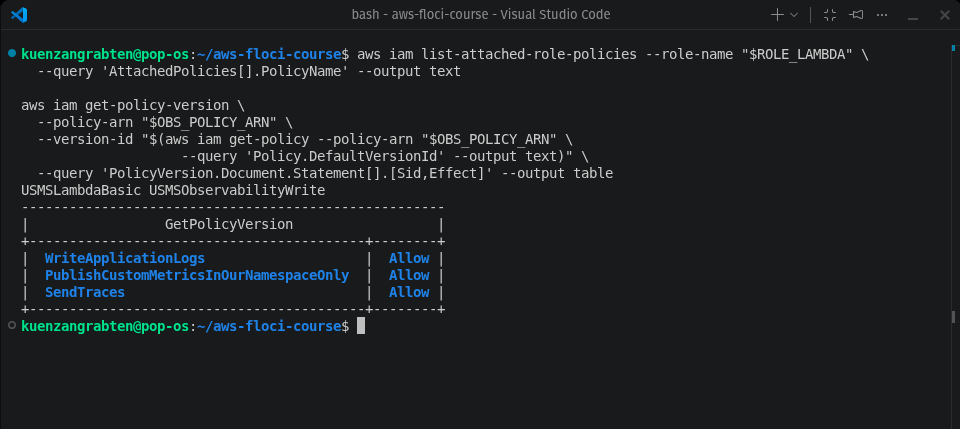 bash - aws-floci-course - Visual Studio Code
kuenzangrabten@pop-os:~/aws-floci-course$ aws iam list-attached-role-policies --role-name "$ROLE_LAMBDA" \
  --query 'AttachedPolicies[].PolicyName' --output text

aws iam get-policy-version \
  --policy-arn "$OBS_POLICY_ARN" \
  --version-id "$(aws iam get-policy --policy-arn "$OBS_POLICY_ARN" \
                    --query 'Policy.DefaultVersionId' --output text)" \
  --query 'PolicyVersion.Document.Statement[].[Sid,Effect]' --output table
USMSLambdaBasic USMSObservabilityWrite
-----------------------------------------------------
|                 GetPolicyVersion                  |
+------------------------------------------+--------+
|  WriteApplicationLogs                    |  Allow |
|  PublishCustomMetricsInOurNamespaceOnly  |  Allow |
|  SendTraces                              |  Allow |
+------------------------------------------+--------+
kuenzangrabten@pop-os:~/aws-floci-course$